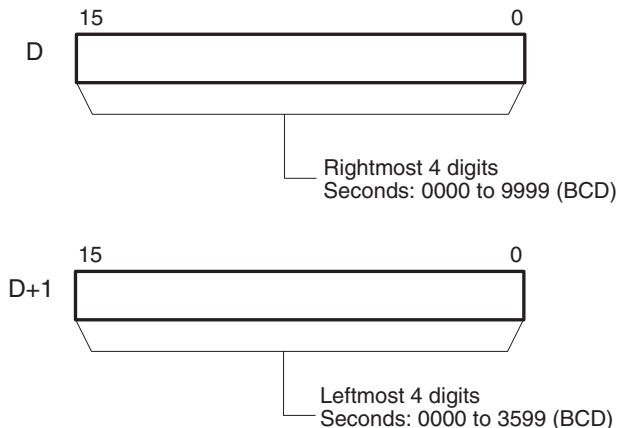 15 0
D
Rightmost 4 digits
Seconds: 0000 to 9999 (BCD)
15 0
D+1
Leftmost 4 digits
Seconds: 0000 to 3599 (BCD)